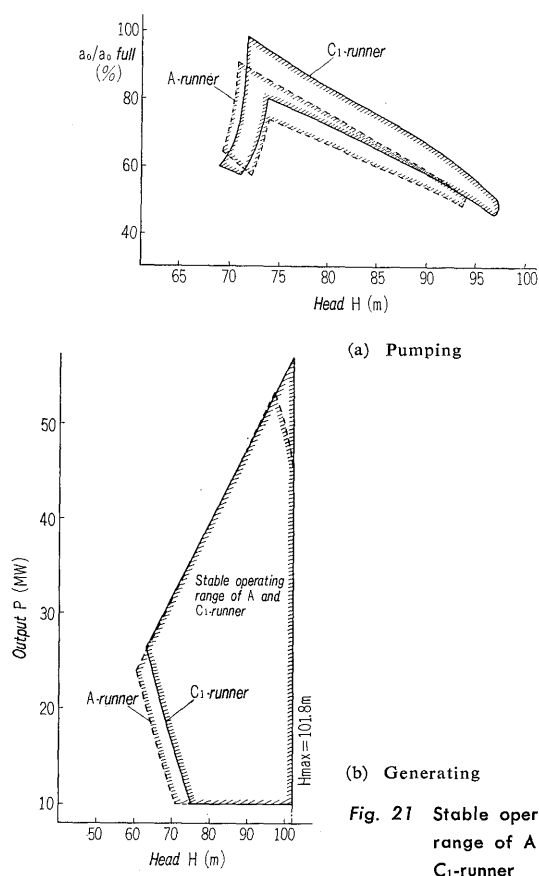 100
a₀/a₀ full
(%)
80
60
40
A-runner
C₁-runner
65 70 75 80 85 90 95 100
Head H (m)
(a) Pumping
50
40
30
20
10
Output P (MW)
Stable operating
range of A and
C₁-runner
A-runner
C₁-runner
Hmax=101.8m
50 60 70 80 90 100
Head H (m)
(b) Generating
Fig. 21 Stable oper
range of A
C₁-runner